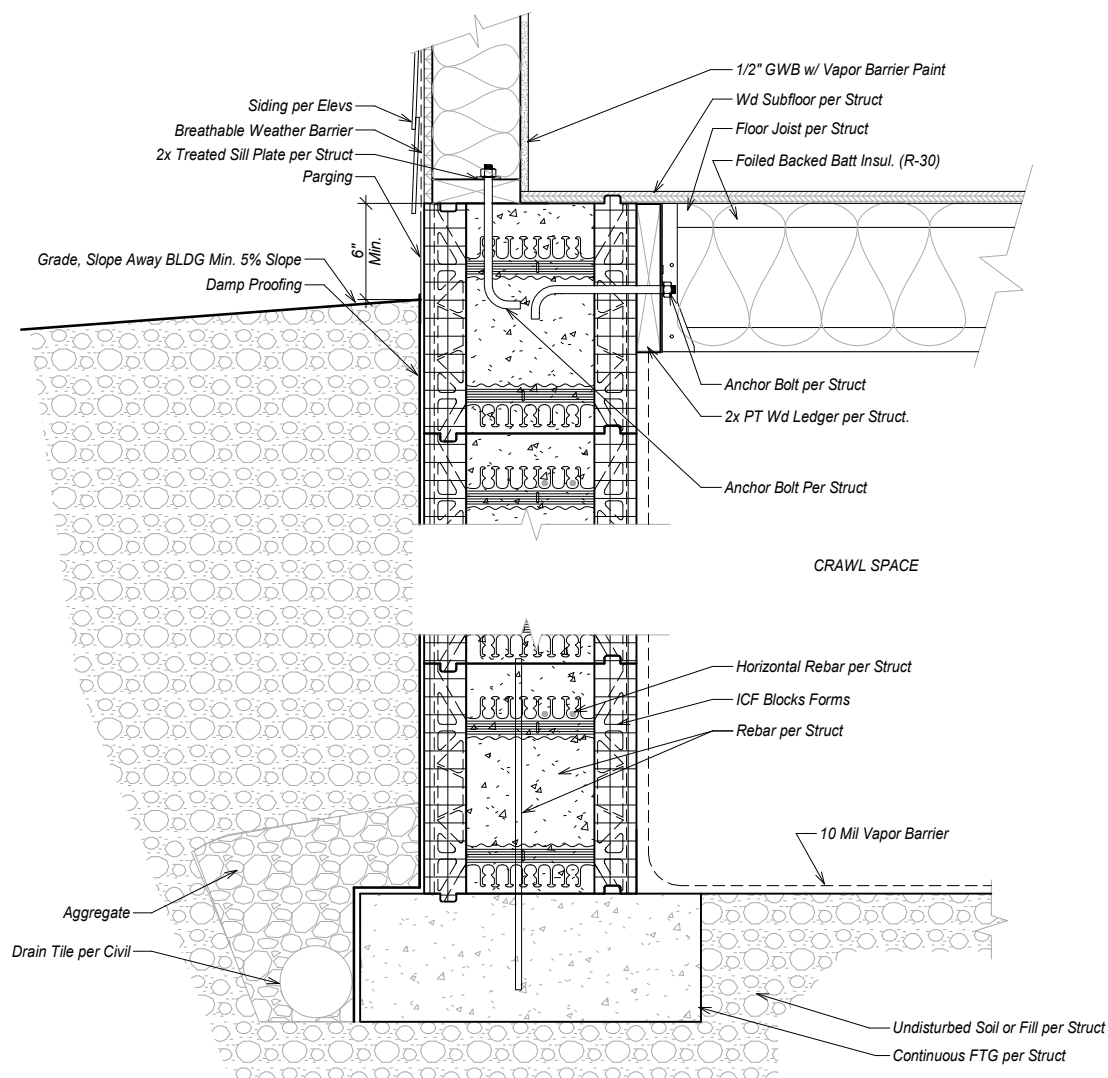 1/2" GWB w/ Vapor Barrier Paint
Wd Subfloor per Struct
Floor Joist per Struct
Foiled Backed Batt Insul. (R-30)
Siding per Elevs
Breathable Weather Barrier
2x Treated Sill Plate per Struct
Parging
6"
Min.
Grade, Slope Away BLDG Min. 5% Slope
Damp Proofing
Anchor Bolt per Struct
2x PT Wd Ledger per Struct.
Anchor Bolt Per Struct
CRAWL SPACE
Horizontal Rebar per Struct
ICF Blocks Forms
Rebar per Struct
10 Mil Vapor Barrier
Aggregate
Drain Tile per Civil
Undisturbed Soil or Fill per Struct
Continuous FTG per Struct